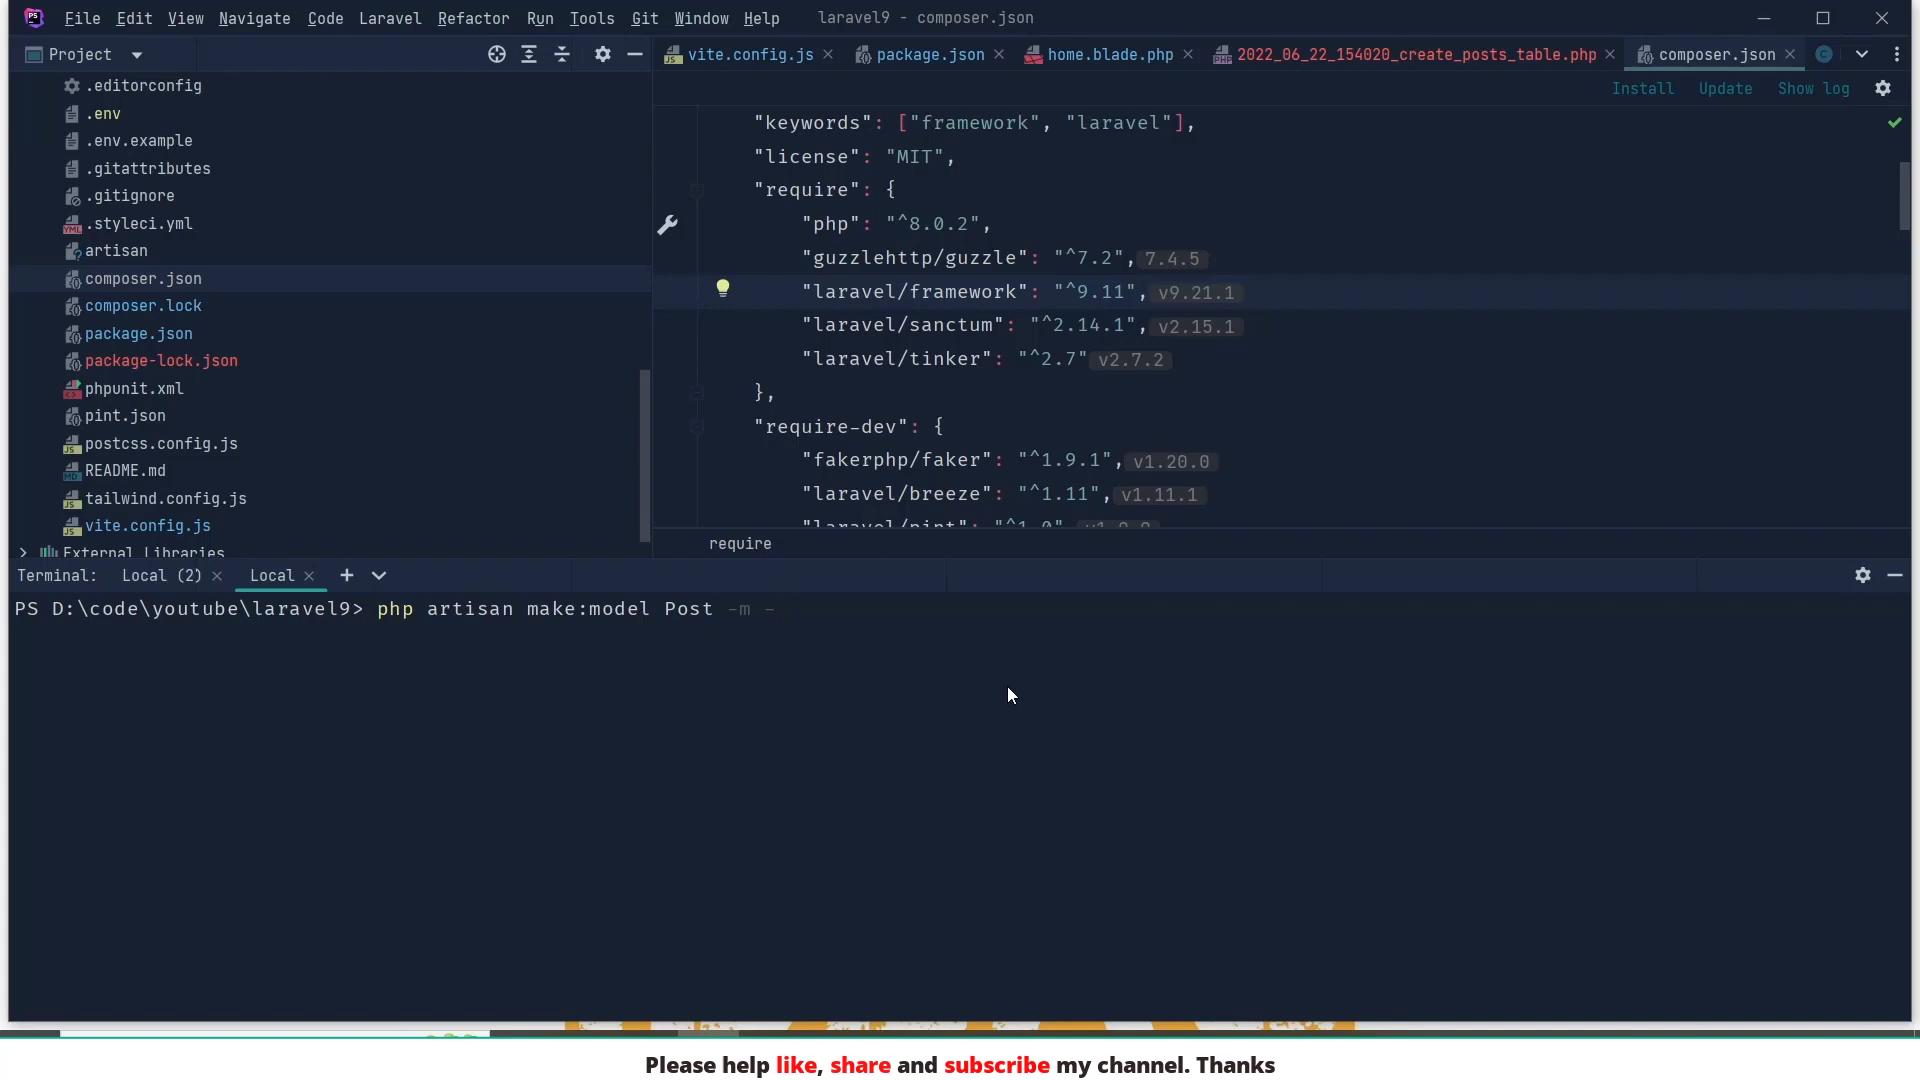 File Edit View Navigate Code Laravel Refactor Run Tools Git Window Help laravel9 - composer.json
Project
vite.config.js package.json home.blade.php 2022_06_22_154020_create_posts_table.php composer.json
Install Update Show log
.editorconfig
.env
.env.example
.gitattributes
.gitignore
.styleci.yml
artisan
composer.json
composer.lock
package.json
package-lock.json
phpunit.xml
pint.json
postcss.config.js
README.md
tailwind.config.js
vite.config.js
External Libraries
"keywords": ["framework", "laravel"],
"license": "MIT",
"require": {
"php": "^8.0.2",
"guzzlehttp/guzzle": "^7.2", 7.4.5
"laravel/framework": "^9.11", v9.21.1
"laravel/sanctum": "^2.14.1", v2.15.1
"laravel/tinker": "^2.7" v2.7.2
},
"require-dev": {
"fakerphp/faker": "^1.9.1", v1.20.0
"laravel/breeze": "^1.11", v1.11.1
"laravel/pint": "^1.0"
require
Terminal: Local (2) Local
PS D:\code\youtube\laravel9> php artisan make:model Post -m -
Please help like, share and subscribe my channel. Thanks